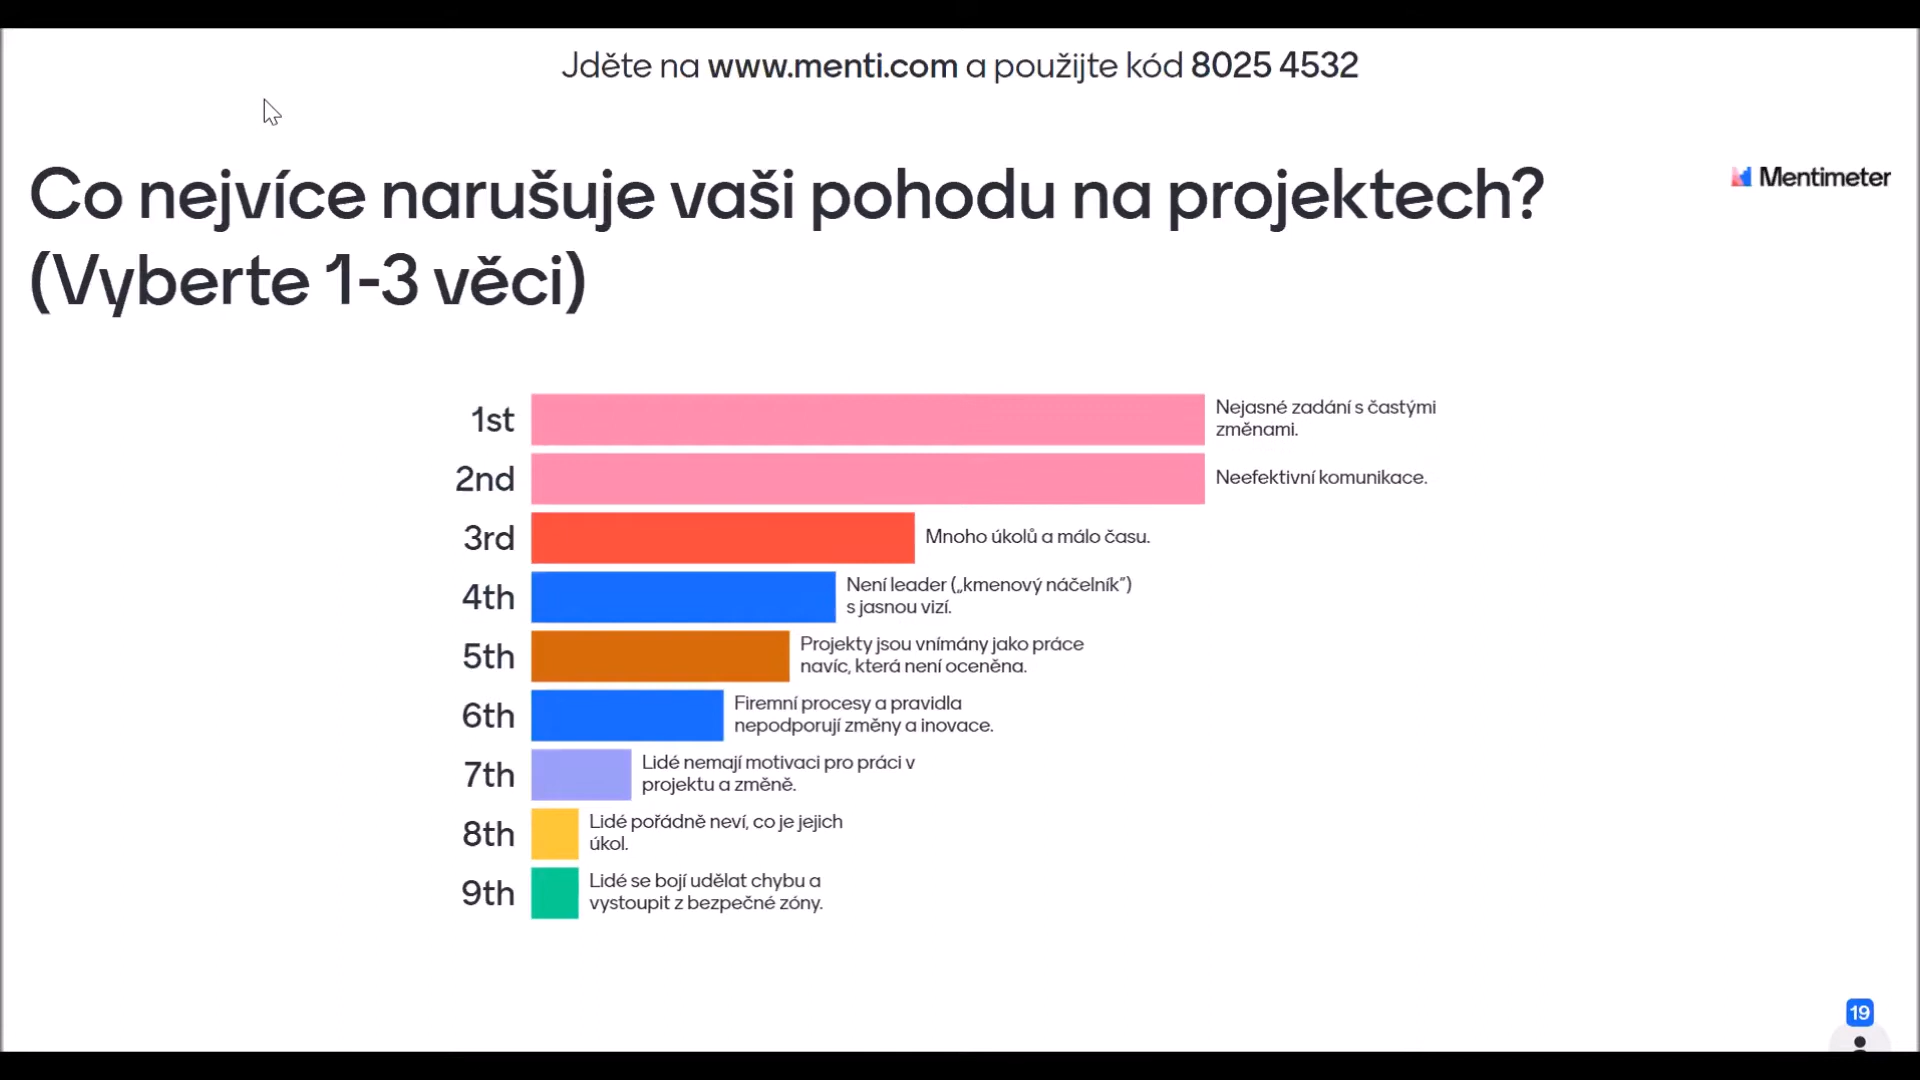 Jděte na www.menti.com a použijte kód 8025 4532
Co nejvíce narušuje vaši pohodu na projektech?
(Vyberte 1-3 věci)
Mentimeter
1st
Nejasné zadání s častými
změnami.
2nd
Neefektivní komunikace.
3rd
Mnoho úkolů a málo času.
4th
Není leader („kmenový náčelník”)
s jasnou vizí.
5th
Projekty jsou vnímány jako práce
navíc, která není oceněna.
6th
Firemní procesy a pravidla
nepodporují změny a inovace.
7th
Lidé nemají motivaci pro práci v
projektu a změně.
8th
Lidé pořádně neví, co je jejich
úkol.
9th
Lidé se bojí udělat chybu a
vystoupit z bezpečné zóny.
19